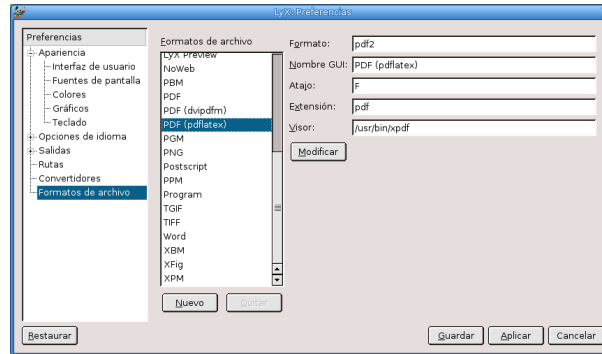 LyX: Preferencias
Preferencias
Apariencia
Interfaz de usuario
Fuentes de pantalla
Colores
Gráficos
Teclado
Opciones de idioma
Salidas
Rutas
Convertidores
Formatos de archivo
Formatos de archivo
LyX Preview
NoWeb
PBM
PDF
PDF (dvipdfm)
PDF (pdflatex)
PGM
PNG
Postscript
PPM
Program
TGIF
TIFF
Word
XBM
XFig
XPM
Nuevo
Quitar
Formato: pdf2
Nombre GUI: PDF (pdflatex)
Atajo: F
Extensión: pdf
Visor: /usr/bin/xpdf
Modificar
Restaurar
Guardar
Aplicar
Cancelar